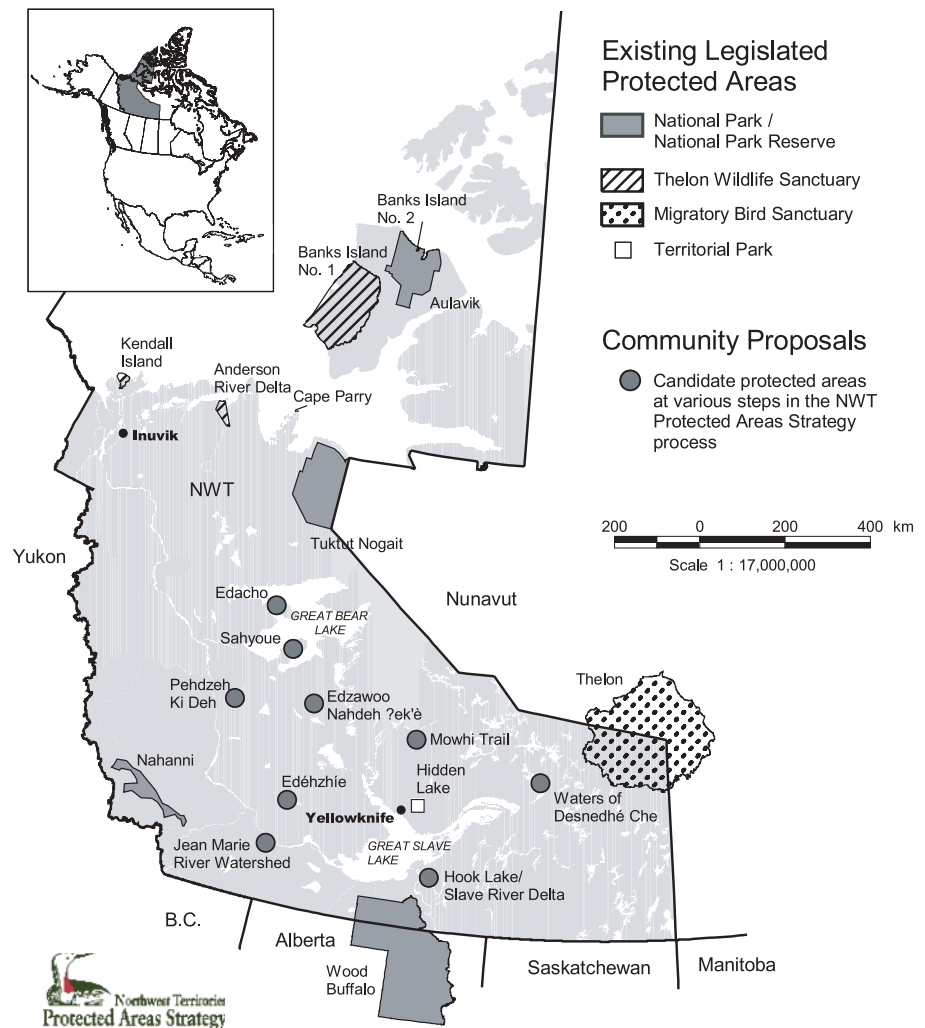 Existing Legislated
Protected Areas
National Park /
National Park Reserve
Thelon Wildlife Sanctuary
Migratory Bird Sanctuary
Territorial Park
Community Proposals
Candidate protected areas
at various steps in the NWT
Protected Areas Strategy
process
200 0 200 400 km
Scale 1 : 17,000,000
Banks Island
No. 2
Banks Island
No. 1
Aulavik
Kendall
Island
Anderson
River Delta
Cape Parry
Inuvik
NWT
Tuktut Nogait
Yukon
Nunavut
Edacho
GREAT BEAR
LAKE
Sahyoue
Pehdzeh
Ki Deh
Edzawoo
Nahdeh ?ek'è
Thelon
Mowhi Trail
Nahanni
Edéhzhíe
Hidden
Lake
Yellowknife
Waters of
Desnedhé Che
Jean Marie
River Watershed
GREAT SLAVE
LAKE
Hook Lake/
Slave River Delta
B.C.
Alberta
Wood
Buffalo
Saskatchewan
Manitoba
Northwest Territories
Protected Areas Strategy